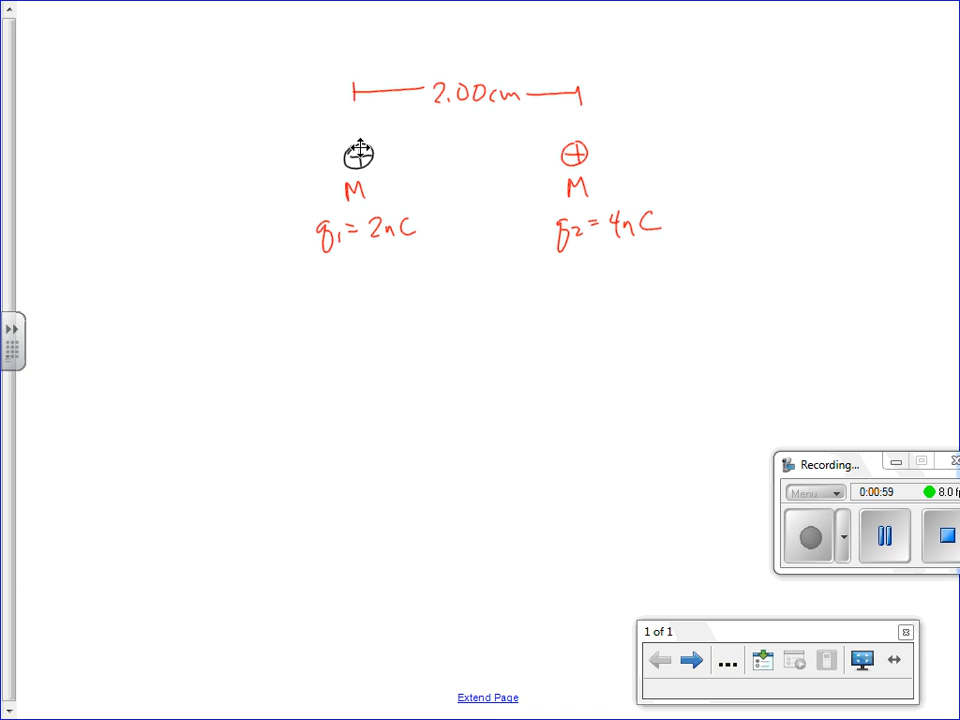 2.00cm
M M
q₁ = 2nC q₂ = 4nC
Recording...
Menu 0:00:59 8.0 f
1 of 1
...
Extend Page